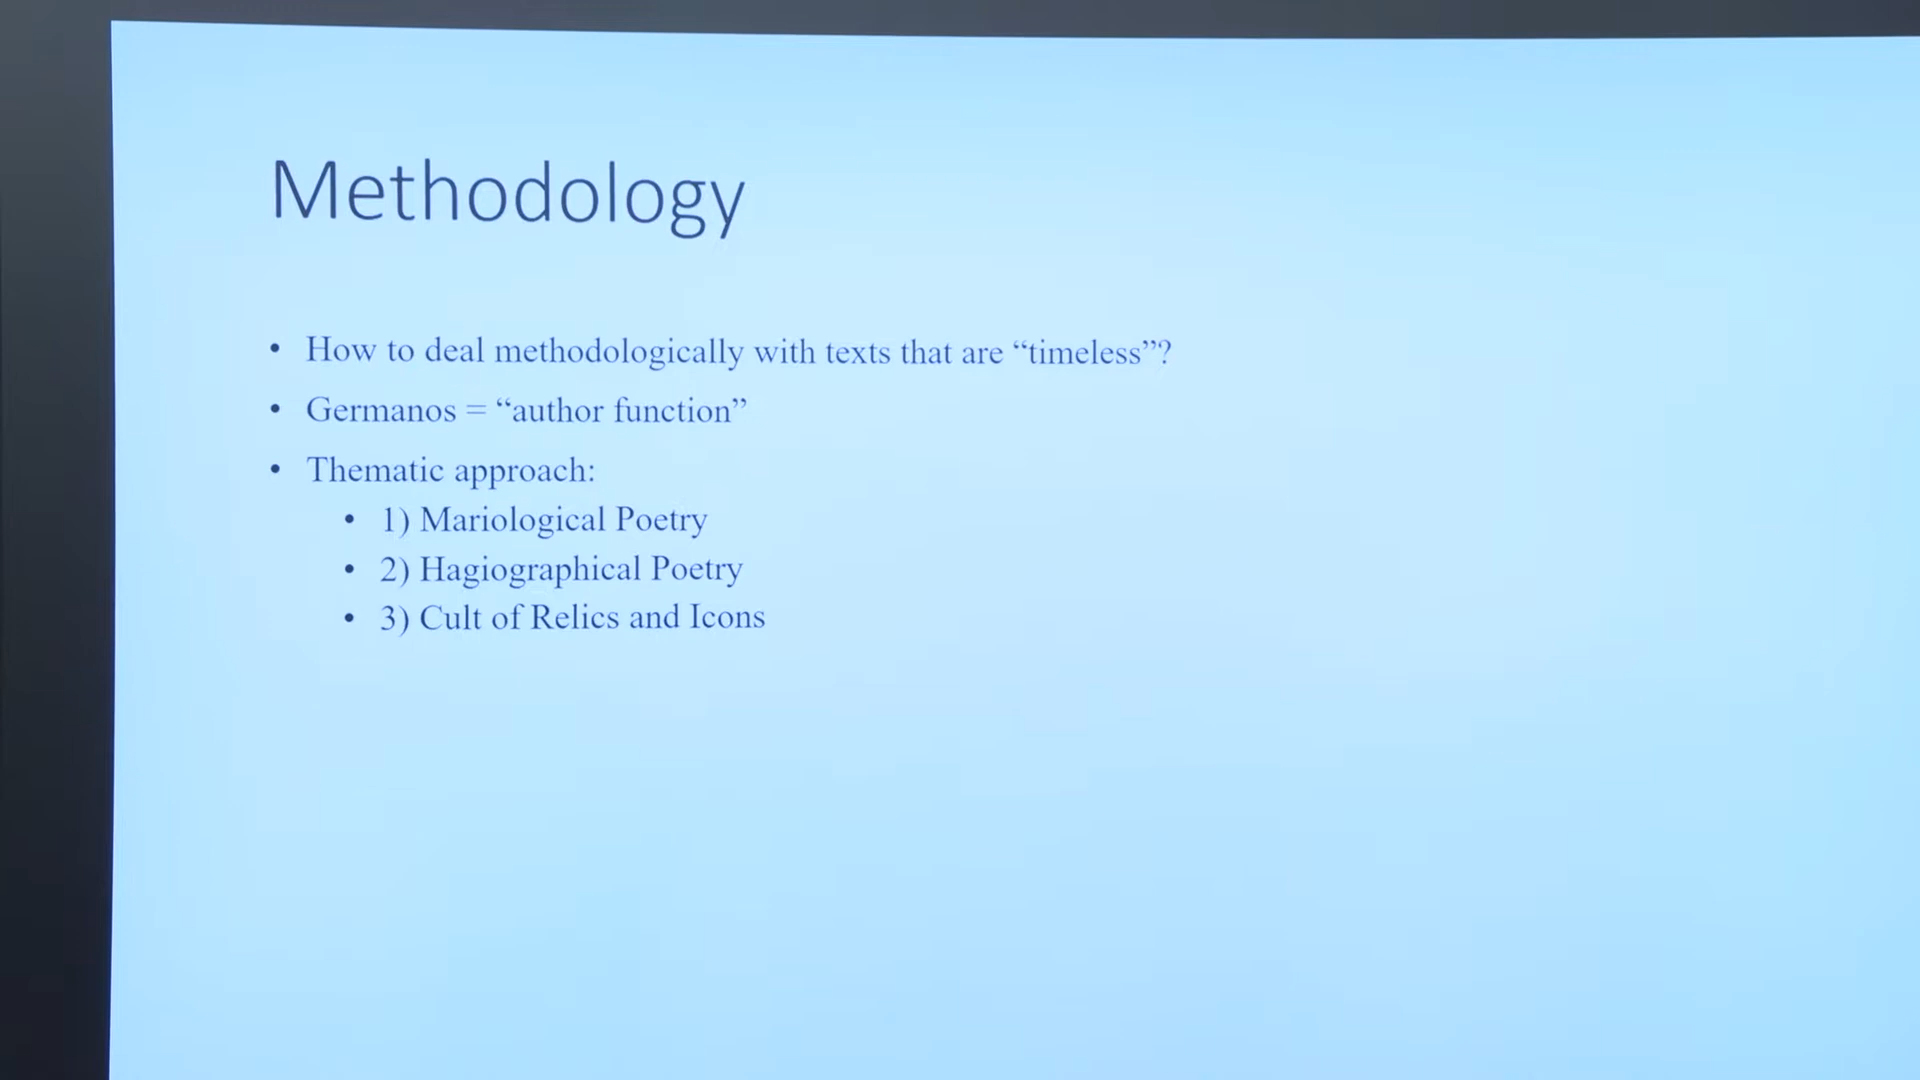 Methodology
• How to deal methodologically with texts that are “timeless”?
• Germanos = “author function”
• Thematic approach:
• 1) Mariological Poetry
• 2) Hagiographical Poetry
• 3) Cult of Relics and Icons